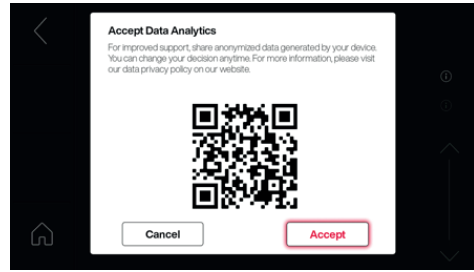 Accept Data Analytics
For improved support, share anonymized data generated by your device.
You can change your decision anytime. For more information, please visit
our data privacy policy on our website.
Cancel
Accept